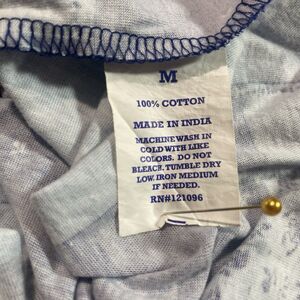 M
100% COTTON
MADE IN INDIA
MACHINE WASH IN
COLD WITH LIKE
COLORS. DO NOT
BLEACH. TUMBLE DRY
LOW. IRON MEDIUM
IF NEEDED.
RN#121096